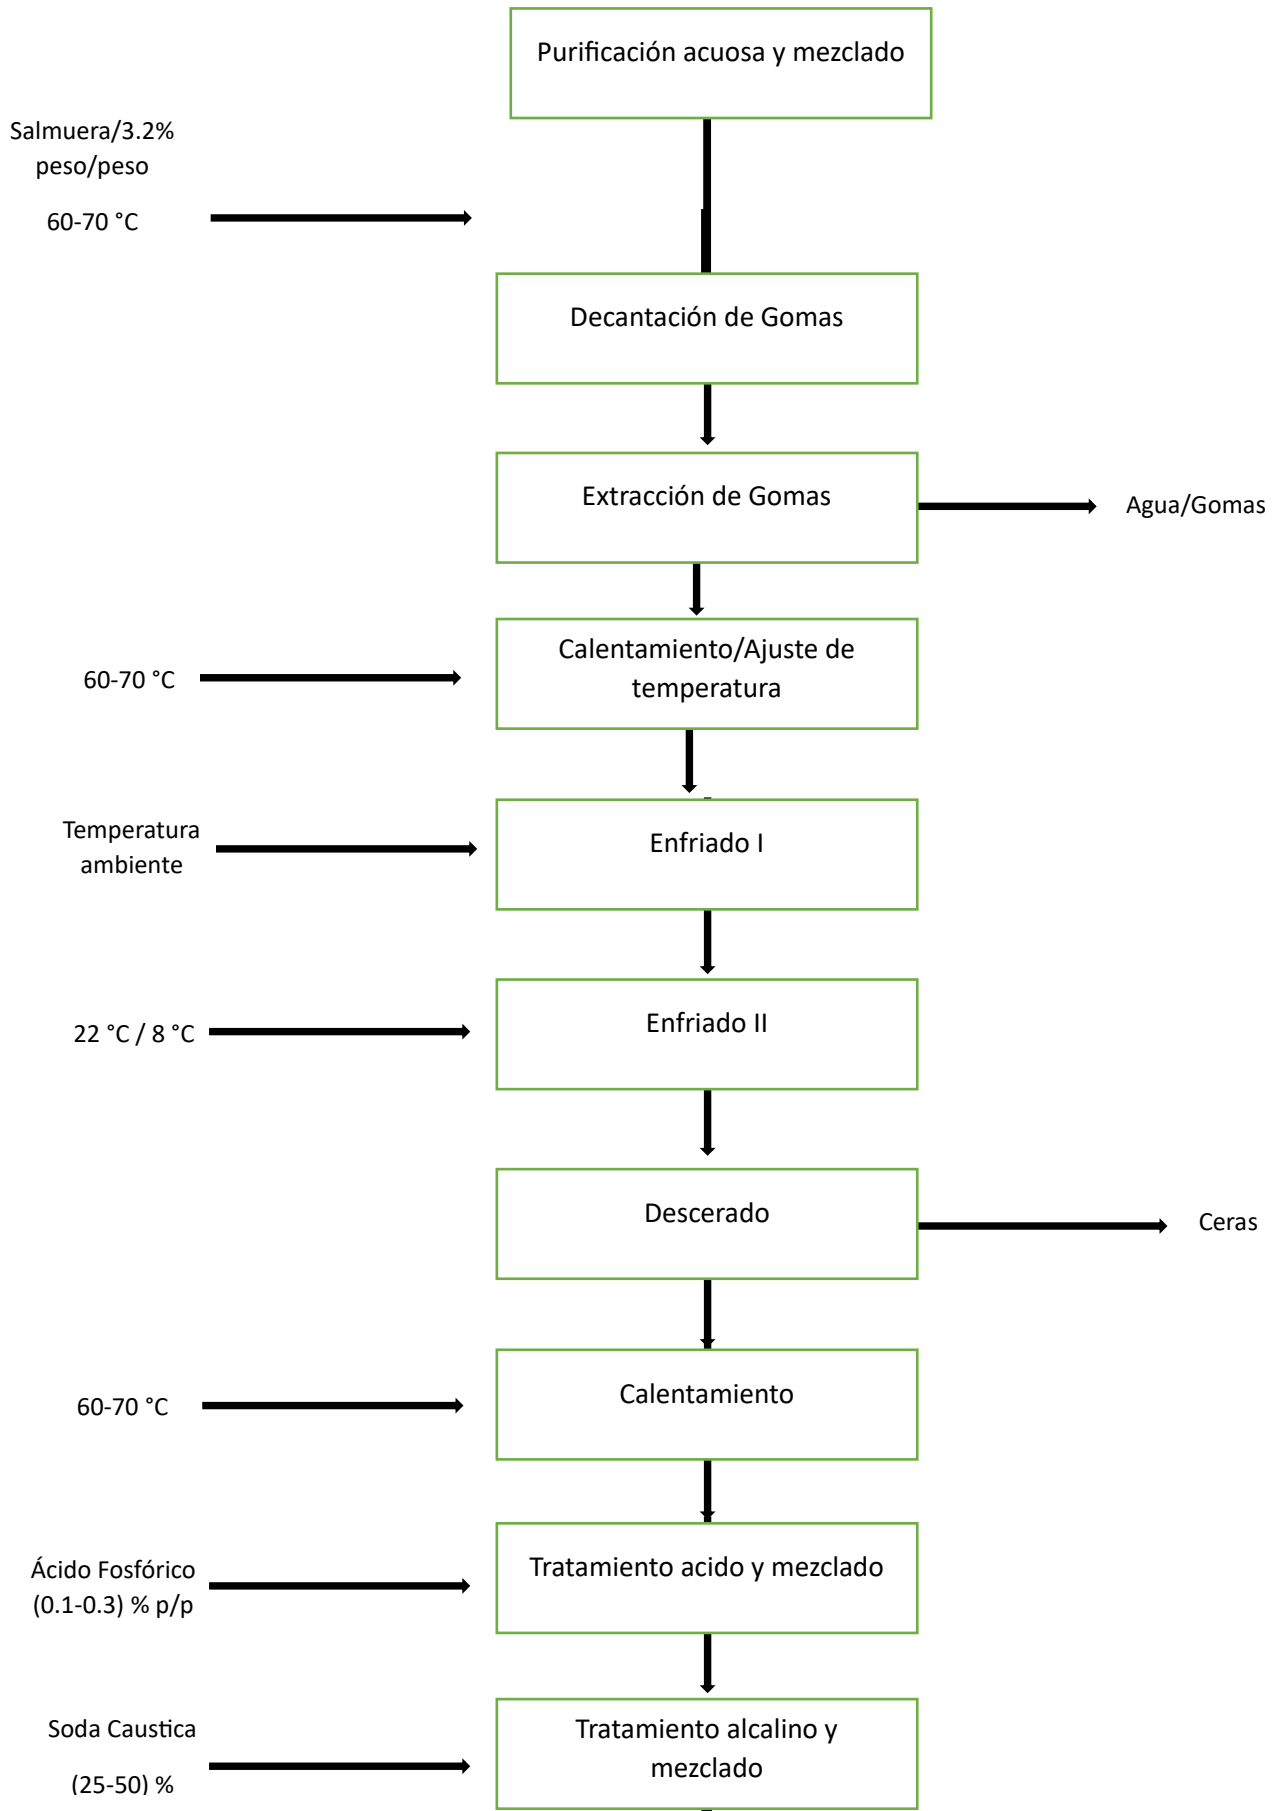 Purificación acuosa y mezclado
Salmuera/3.2%
peso/peso
60-70 °C
Decantación de Gomas
Extracción de Gomas
Agua/Gomas
Calentamiento/Ajuste de
temperatura
60-70 °C
Temperatura
ambiente
Enfriado I
22 °C / 8 °C
Enfriado II
Descerado
Ceras
60-70 °C
Calentamiento
Ácido Fosfórico
(0.1-0.3) % p/p
Tratamiento acido y mezclado
Soda Caustica
(25-50) %
Tratamiento alcalino y
mezclado